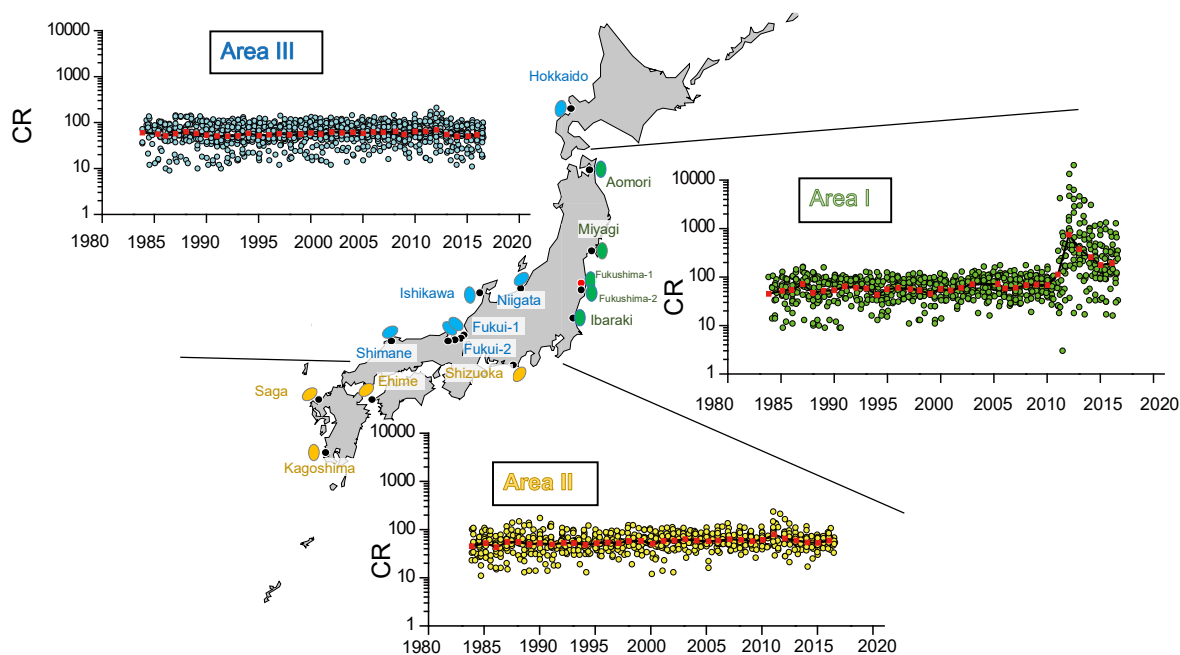 10000
1000
100
10
1
CR
Area III
1980
1985
1990
1995
2000
2005
2010
2015
2020
Hokkaido
Aomori
Miyagi
Fukushima-1
Fukushima-2
Ibaraki
Ishikawa
Niigata
Fukui-1
Fukui-2
Shimane
Shizuoka
Ehime
Saga
Kagoshima
10000
1000
100
10
1
CR
Area I
1980
1985
1990
1995
2000
2005
2010
2015
2020
10000
1000
100
10
1
CR
Area II
1980
1985
1990
1995
2000
2005
2010
2015
2020